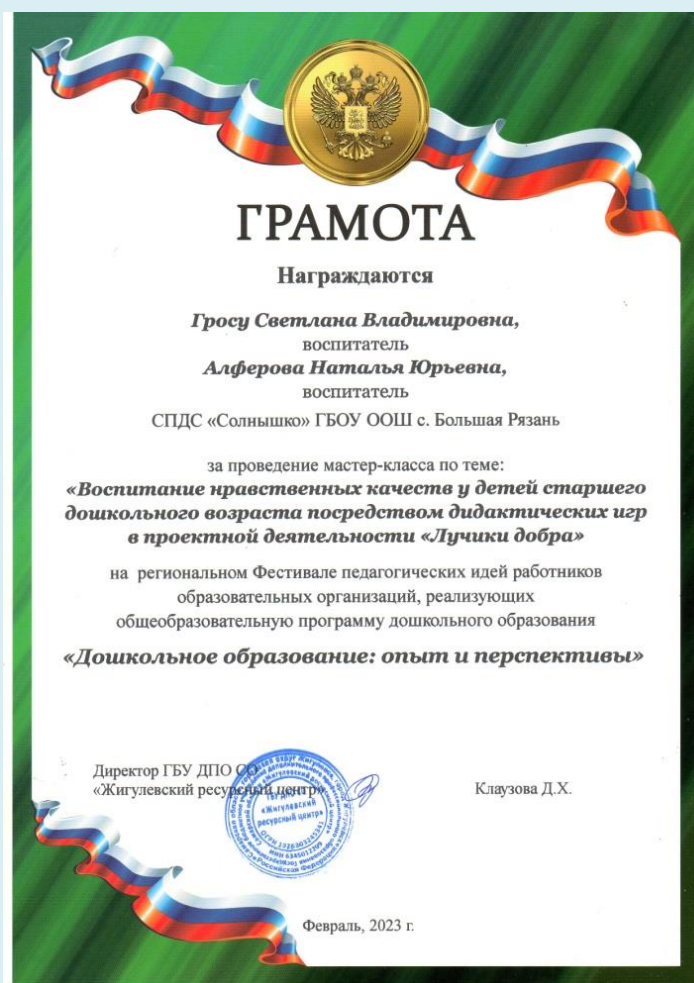 ГРАМОТА
Награждаются
Гросу Светлана Владимировна,
воспитатель
Алферова Наталья Юрьевна,
воспитатель
СПДС «Солнышко» ГБОУ ООШ с. Большая Рязань
за проведение мастер-класса по теме:
«Воспитание нравственных качеств у детей старшего
дошкольного возраста посредством дидактических игр
в проектной деятельности «Лучики добра»
на региональном Фестивале педагогических идей работников
образовательных организаций, реализующих
общеобразовательную программу дошкольного образования
«Дошкольное образование: опыт и перспективы»
Директор ГБУ ДПО СО
«Жигулевский ресурсный центр»
Клаузова Д.Х.
«Жигулевский
ресурсный центр»
Российская Федерация
Февраль, 2023 г.